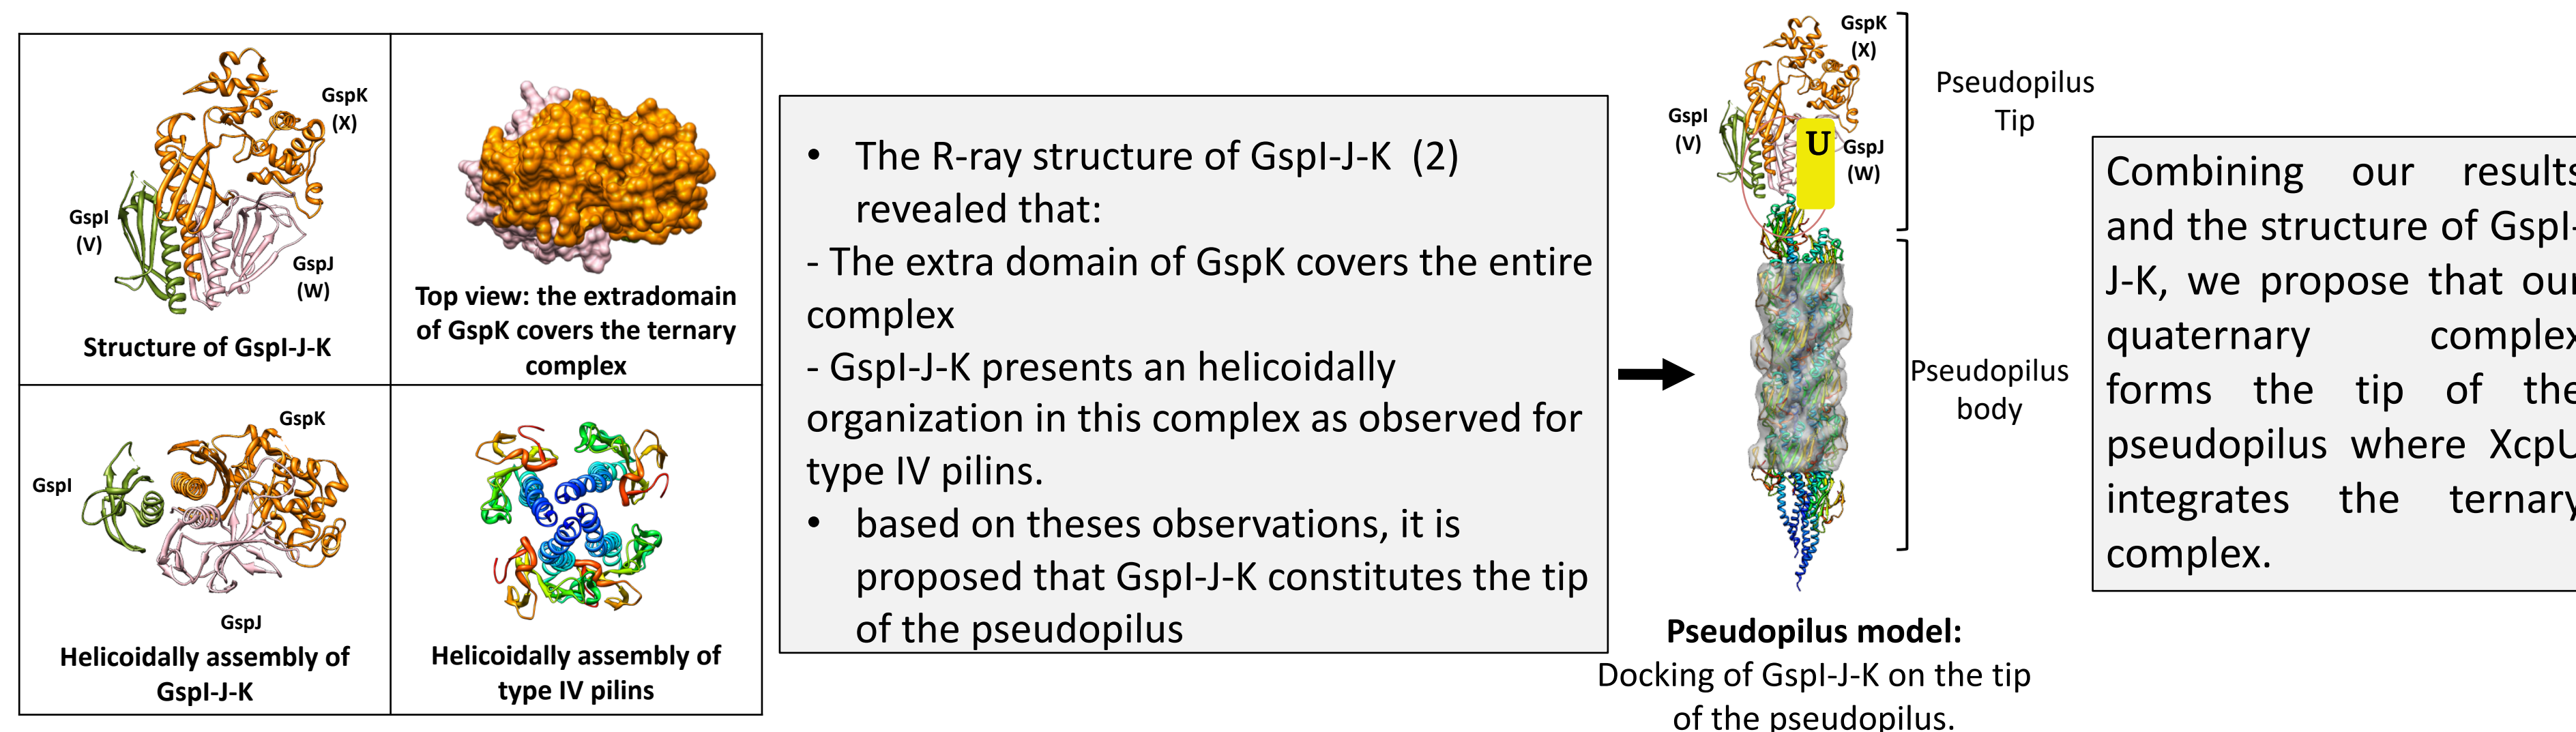 GspK
(X)
GspI
(V)
GspJ
(W)
Structure of GspI-J-K
Top view: the extradomain
of GspK covers the ternary
complex
GspK
GspI
GspJ
Helicoidally assembly of
GspI-J-K
Helicoidally assembly of
type IV pilins
• The R-ray structure of GspI-J-K (2)
revealed that:
- The extra domain of GspK covers the entire
complex
- GspI-J-K presents an helicoidally
organization in this complex as observed for
type IV pilins.
• based on theses observations, it is
proposed that GspI-J-K constitutes the tip
of the pseudopilus
GspK
(X)
GspI
(V)
U
GspJ
(W)
Pseudopilus
Tip
Pseudopilus
body
Pseudopilus model:
Docking of GspI-J-K on the tip
of the pseudopilus.
Combining our results
and the structure of GspI-
J-K, we propose that our
quaternary complex
forms the tip of the
pseudopilus where XcpU
integrates the ternary
complex.